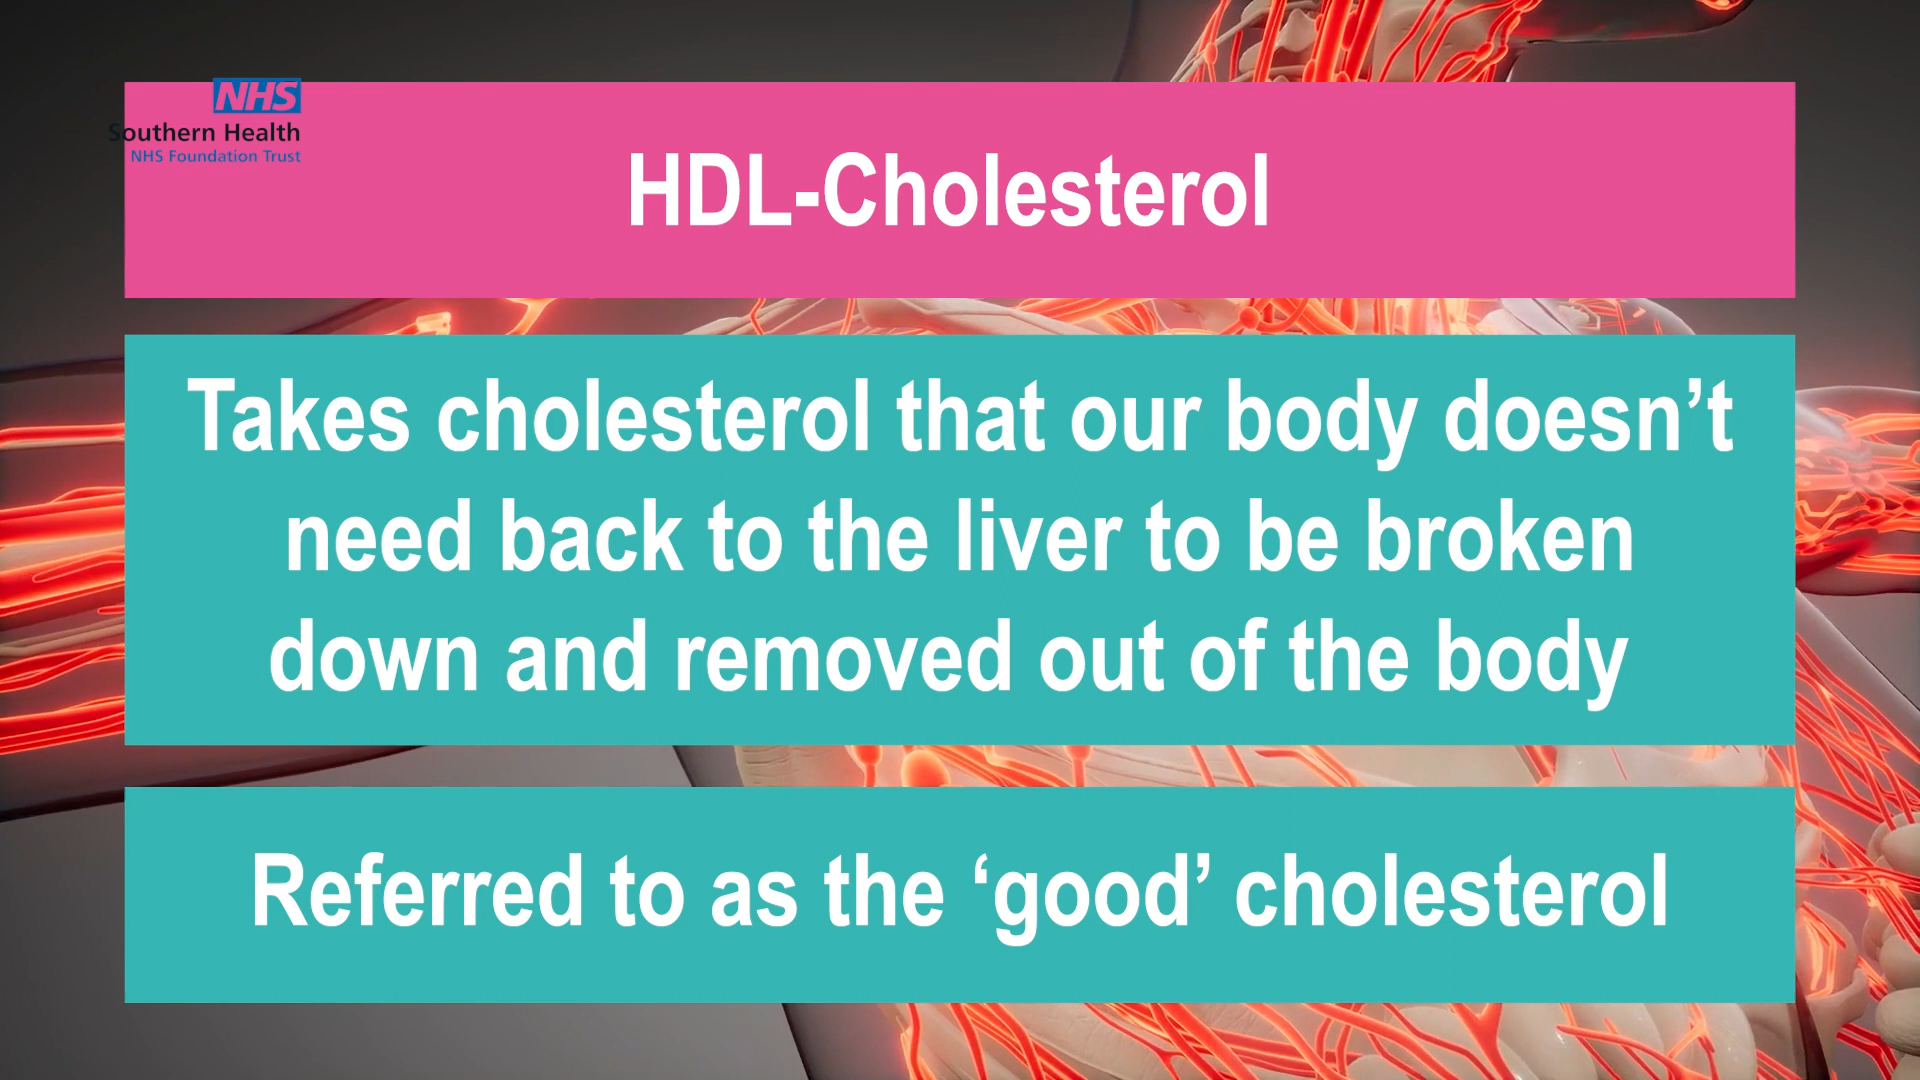 NHS
Southern Health
NHS Foundation Trust
HDL-Cholesterol
Takes cholesterol that our body doesn’t
need back to the liver to be broken
down and removed out of the body
Referred to as the ‘good’ cholesterol